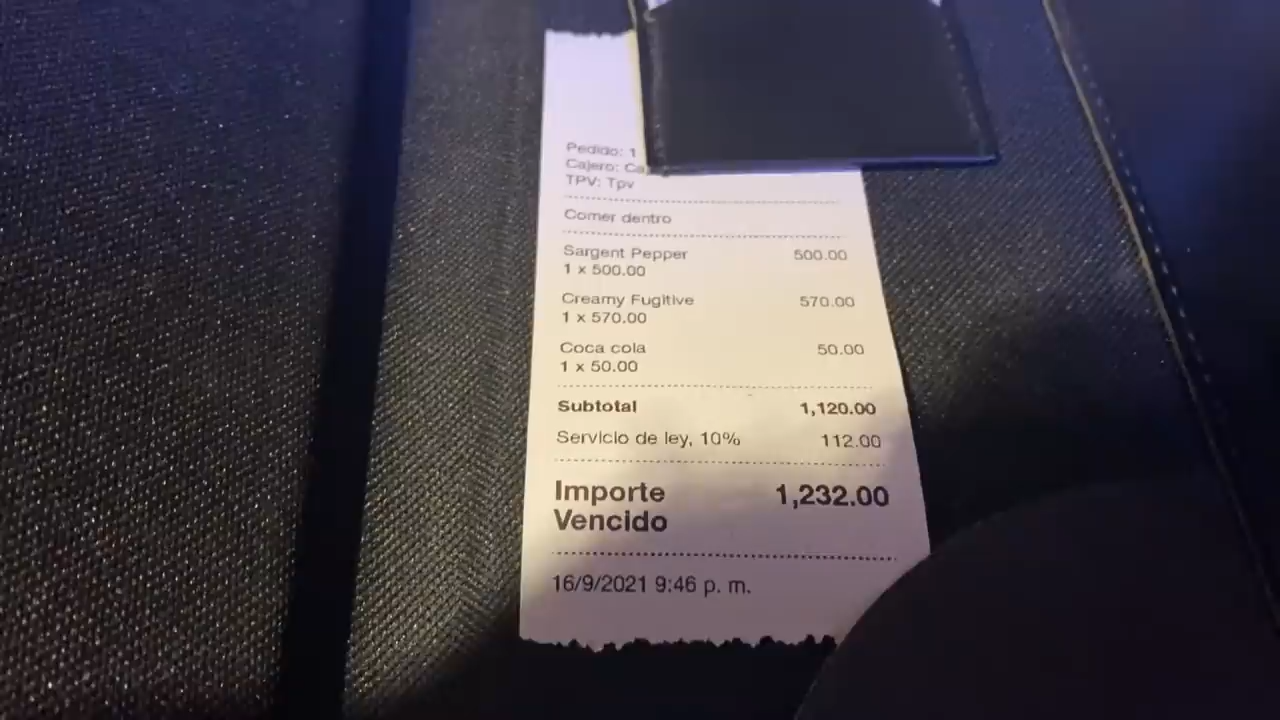 Pedido: 1
Cajero: Ca
TPV: Tpv
Comer dentro
Sargent Pepper 500.00
1 x 500.00
Creamy Fugitive 570.00
1 x 570.00
Coca cola 50.00
1 x 50.00
Subtotal 1,120.00
Servicio de ley, 10% 112.00
Importe 1,232.00
Vencido
16/9/2021 9:46 p. m.